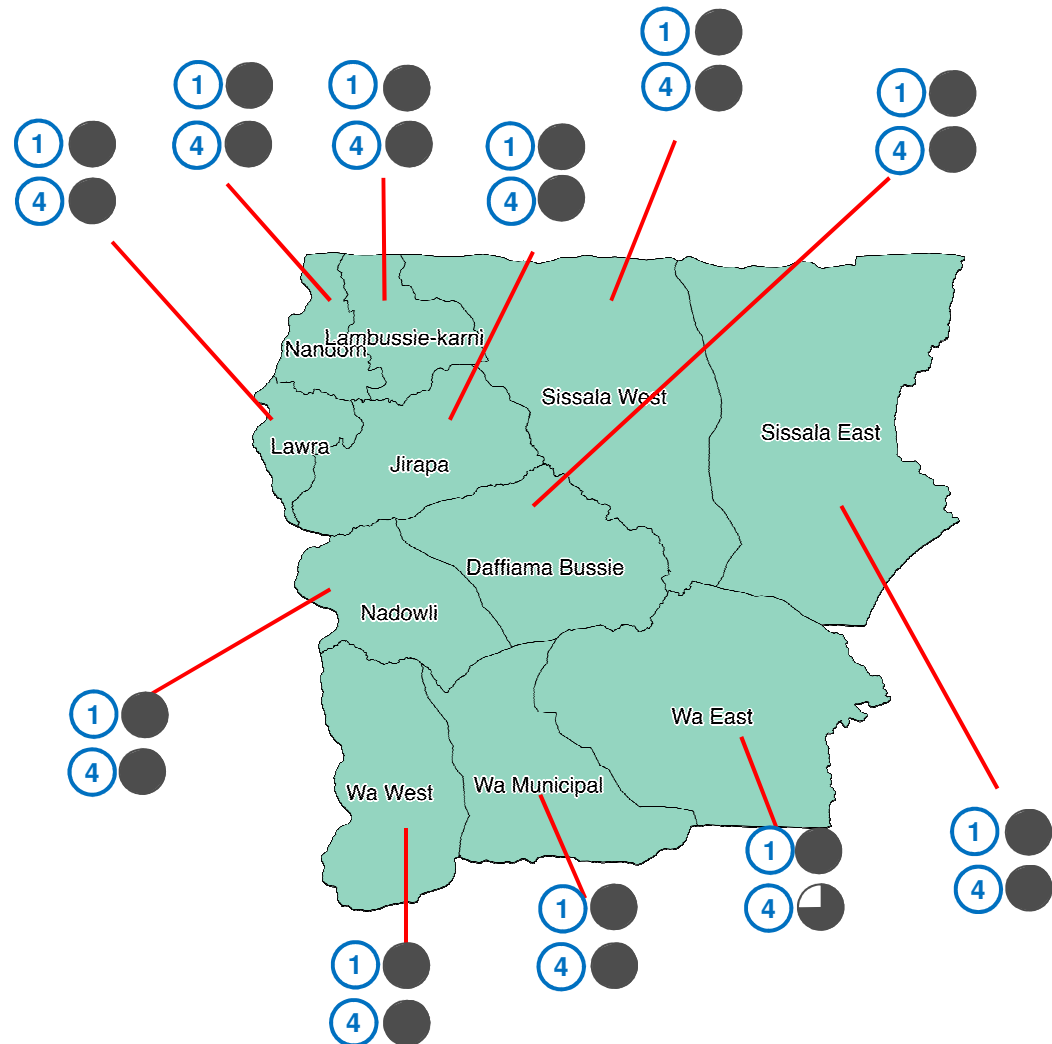 1
4
1
4
1
4
1
4
1
4
1
4
Nandom
Lambussie-karni
Sissala West
Sissala East
Lawra
Jirapa
Daffiama Bussie
Nadowli
Wa East
Wa Municipal
Wa West
1
4
1
4
1
4
1
4
1
4